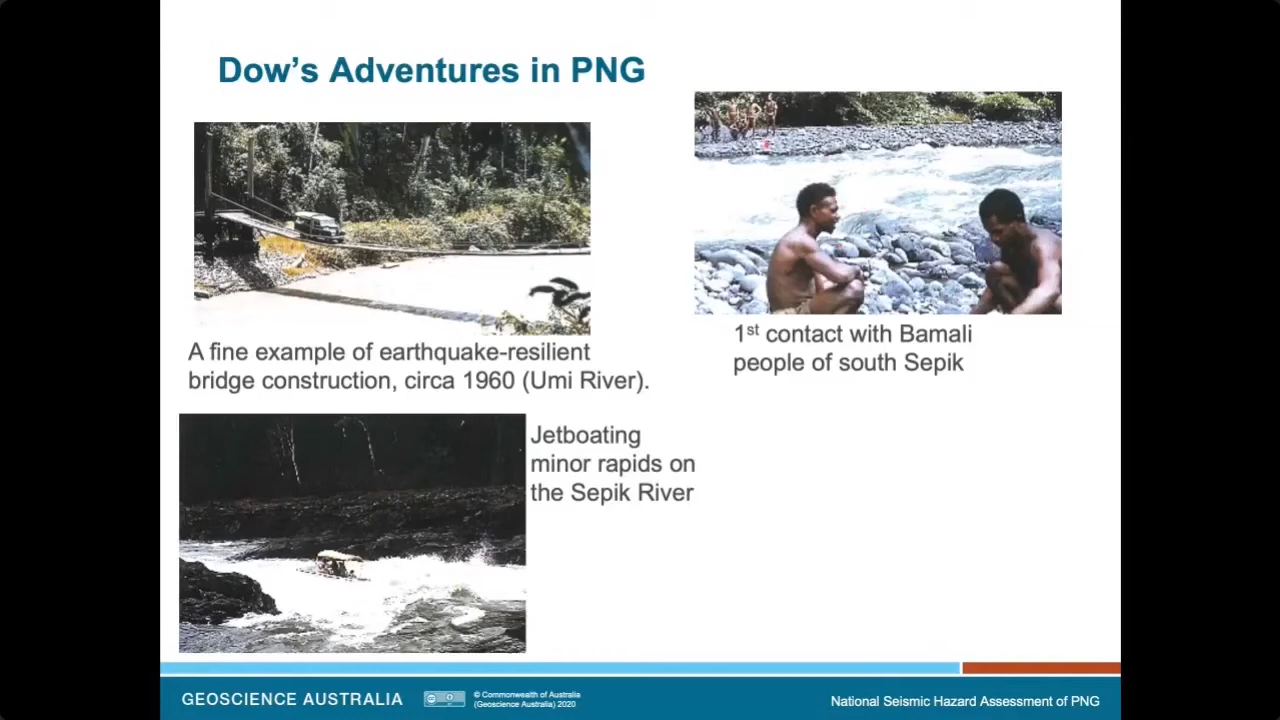 Dow’s Adventures in PNG
A fine example of earthquake-resilient
bridge construction, circa 1960 (Umi River).
1st contact with Bamali
people of south Sepik
Jetboating
minor rapids on
the Sepik River
GEOSCIENCE AUSTRALIA
© Commonwealth of Australia
(Geoscience Australia) 2020
National Seismic Hazard Assessment of PNG